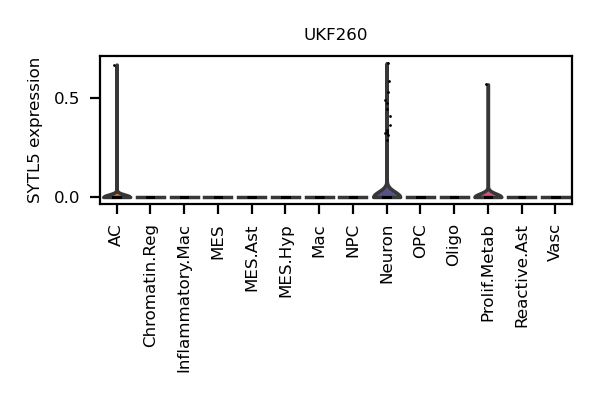 UKF260
SYTL5 expression
0.5
0.0
AC
Chromatin.Reg
Inflammatory.Mac
MES
MES.Ast
MES.Hyp
Mac
NPC
Neuron
OPC
Oligo
Prolif.Metab
Reactive.Ast
Vasc